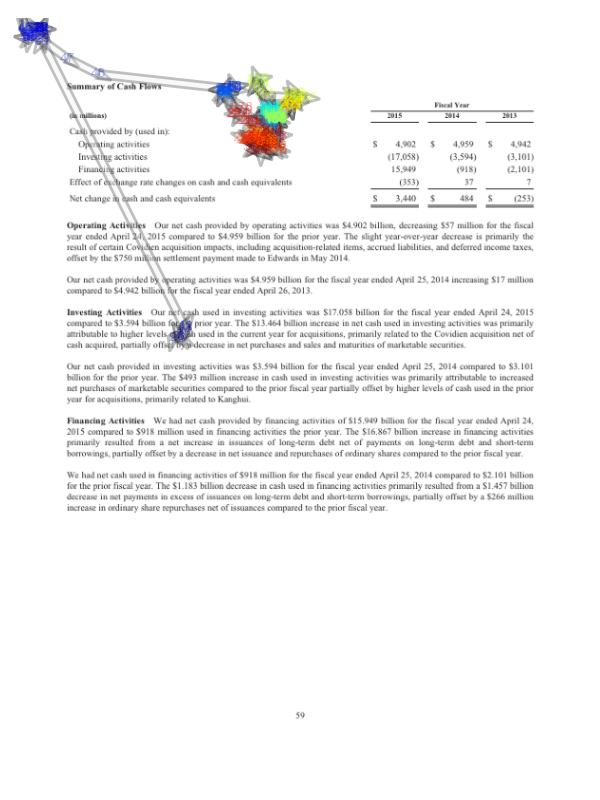 Summary of Cash Flows
Fiscal Year
(in millions) 2015 2014 2013
Cash provided by (used in):
Operating activities $ 4,902 $ 4,959 $ 4,942
Investing activities (17,058) (3,594) (3,101)
Financing activities 15,949 (918) (2,101)
Effect of exchange rate changes on cash and cash equivalents (353) 37 7
Net change in cash and cash equivalents $ 3,440 $ 484 $ (253)
Operating Activities Our net cash provided by operating activities was $4.902 billion, decreasing $57 million for the fiscal
year ended April 24, 2015 compared to $4.959 billion for the prior year. The slight year-over-year decrease is primarily the
result of certain Covidien acquisition impacts, including acquisition-related items, accrued liabilities, and deferred income taxes,
offset by the $750 million settlement payment made to Edwards in May 2014.
Our net cash provided by operating activities was $4.959 billion for the fiscal year ended April 25, 2014 increasing $17 million
compared to $4.942 billion for the fiscal year ended April 26, 2013.
Investing Activities Our net cash used in investing activities was $17.058 billion for the fiscal year ended April 24, 2015
compared to $3.594 billion for prior year. The $13.464 billion increase in net cash used in investing activities was primarily
attributable to higher levels used in the current year for acquisitions, primarily related to the Covidien acquisition net of
cash acquired, partially offset by a decrease in net purchases and sales and maturities of marketable securities.
Our net cash provided in investing activities was $3.594 billion for the fiscal year ended April 25, 2014 compared to $3.101
billion for the prior year. The $493 million increase in cash used in investing activities was primarily attributable to increased
net purchases of marketable securities compared to the prior fiscal year partially offset by higher levels of cash used in the prior
year for acquisitions, primarily related to Kanghui.
Financing Activities We had net cash provided by financing activities of $15.949 billion for the fiscal year ended April 24,
2015 compared to $918 million used in financing activities the prior year. The $16.867 billion increase in financing activities
primarily resulted from a net increase in issuances of long-term debt net of payments on long-term debt and short-term
borrowings, partially offset by a decrease in net issuance and repurchases of ordinary shares compared to the prior fiscal year.
We had net cash used in financing activities of $918 million for the fiscal year ended April 25, 2014 compared to $2.101 billion
for the prior fiscal year. The $1.183 billion decrease in cash used in financing activities primarily resulted from a $1.457 billion
decrease in net payments in excess of issuances on long-term debt and short-term borrowings, partially offset by a $266 million
increase in ordinary share repurchases net of issuances compared to the prior fiscal year.
59